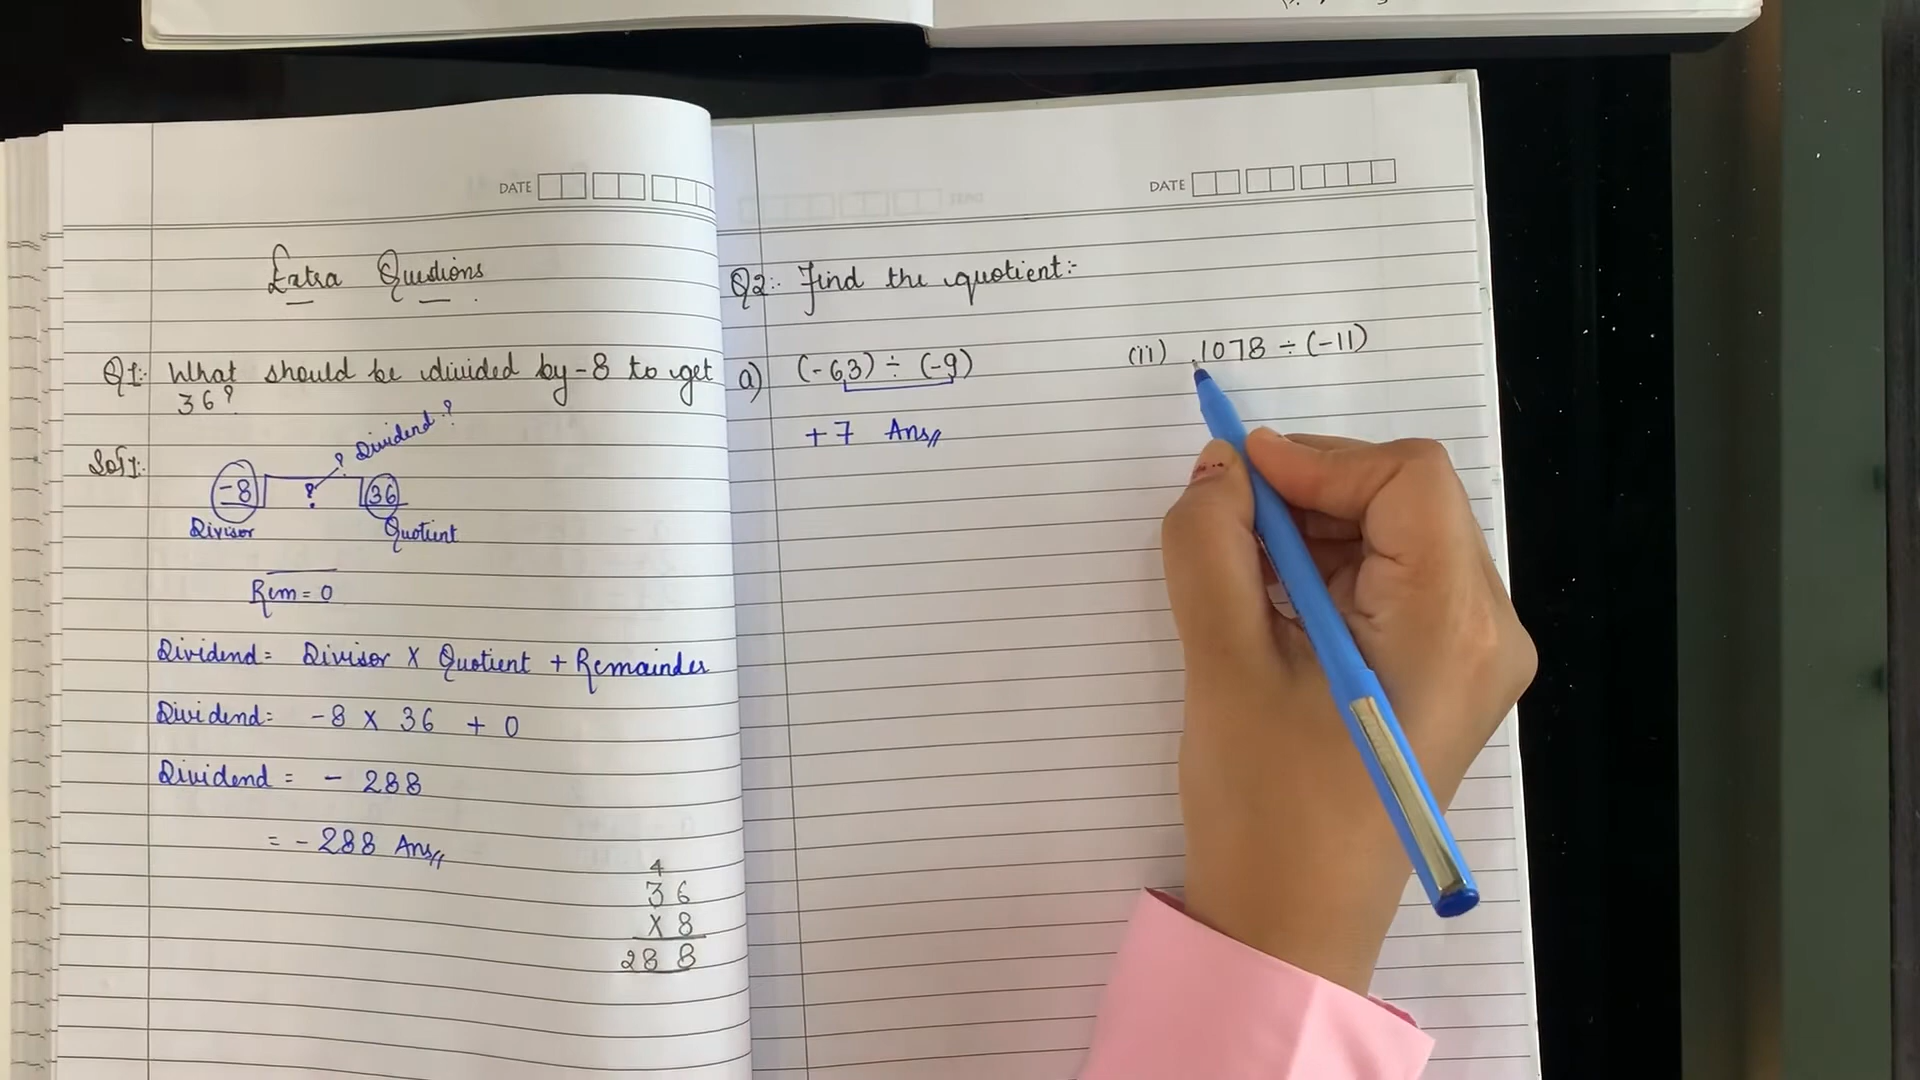 DATE
Extra Questions
Q1:- What should be divided by -8 to get
36?
Sol1:-
? Dividend ?
-8 ? 36
Divisor Quotient
Rem = 0
Dividend = Divisor X Quotient + Remainder
Dividend = -8 X 36 + 0
Dividend = - 288
= - 288 Ans
4
36
X 8
288
DATE
Q2:- Find the quotient:-
a) (-63) ÷ (-9)
+7 Ans
(ii) 1078 ÷ (-11)